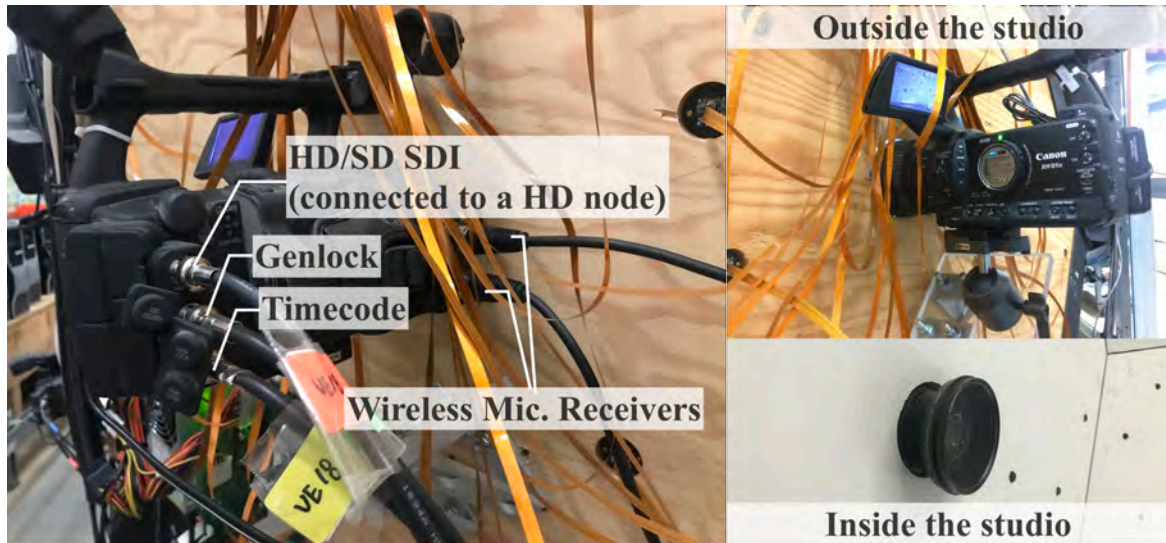 HD/SD SDI
(connected to a HD node)
Genlock
Timecode
Wireless Mic. Receivers
VE18
Outside the studio
Canon
Inside the studio